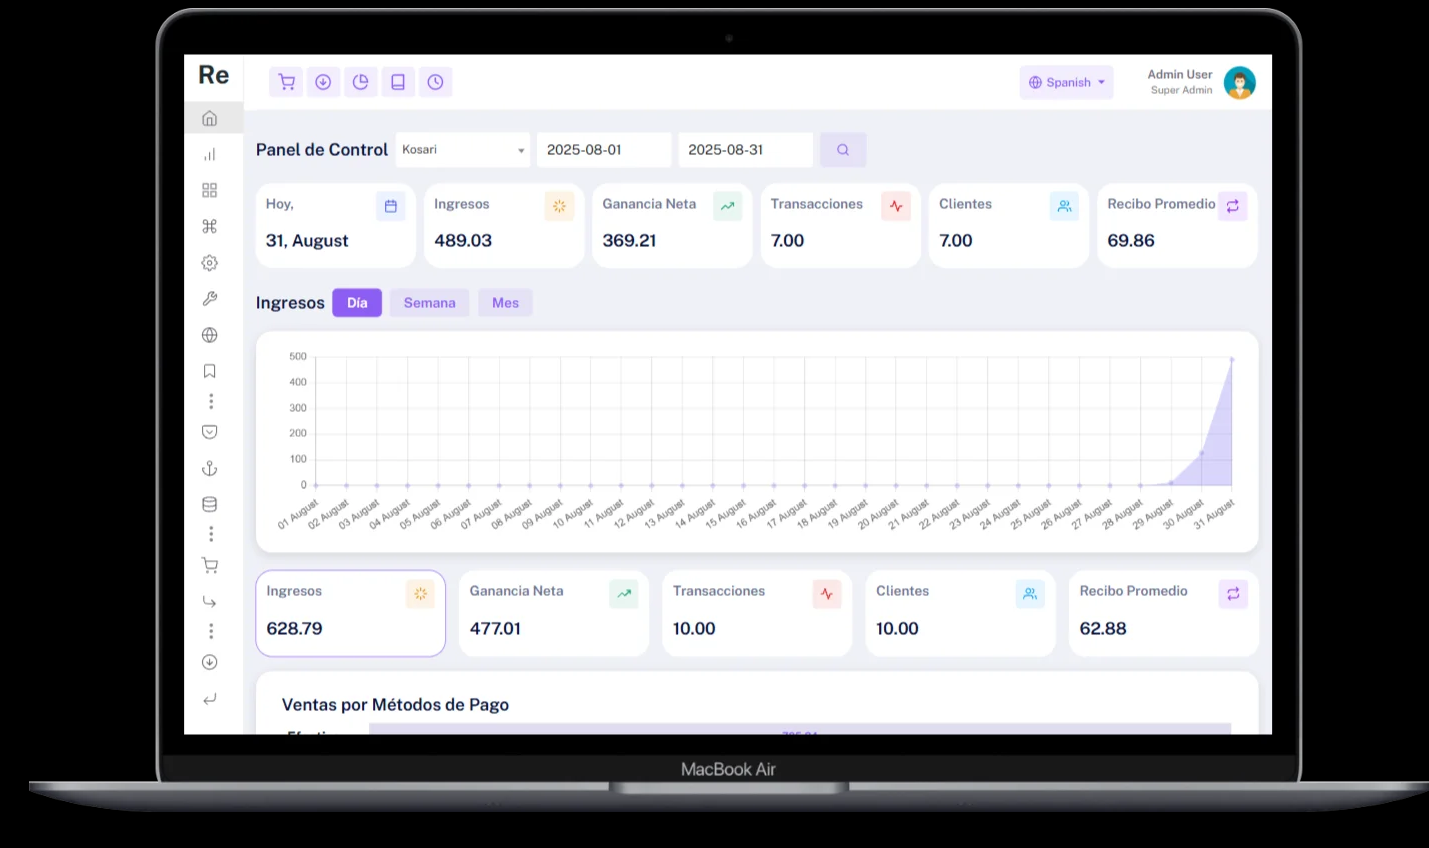 Re
Spanish
Admin User
Super Admin
Panel de Control
Kosari
2025-08-01
2025-08-31
Hoy,
31, August
Ingresos
489.03
Ganancia Neta
369.21
Transacciones
7.00
Clientes
7.00
Recibo Promedio
69.86
Ingresos
Día
Semana
Mes
500
400
300
200
100
0
01 August
02 August
03 August
04 August
05 August
06 August
07 August
08 August
09 August
10 August
11 August
12 August
13 August
14 August
15 August
16 August
17 August
18 August
19 August
20 August
21 August
22 August
23 August
24 August
25 August
26 August
27 August
28 August
29 August
30 August
31 August
Ingresos
628.79
Ganancia Neta
477.01
Transacciones
10.00
Clientes
10.00
Recibo Promedio
62.88
Ventas por Métodos de Pago
MacBook Air